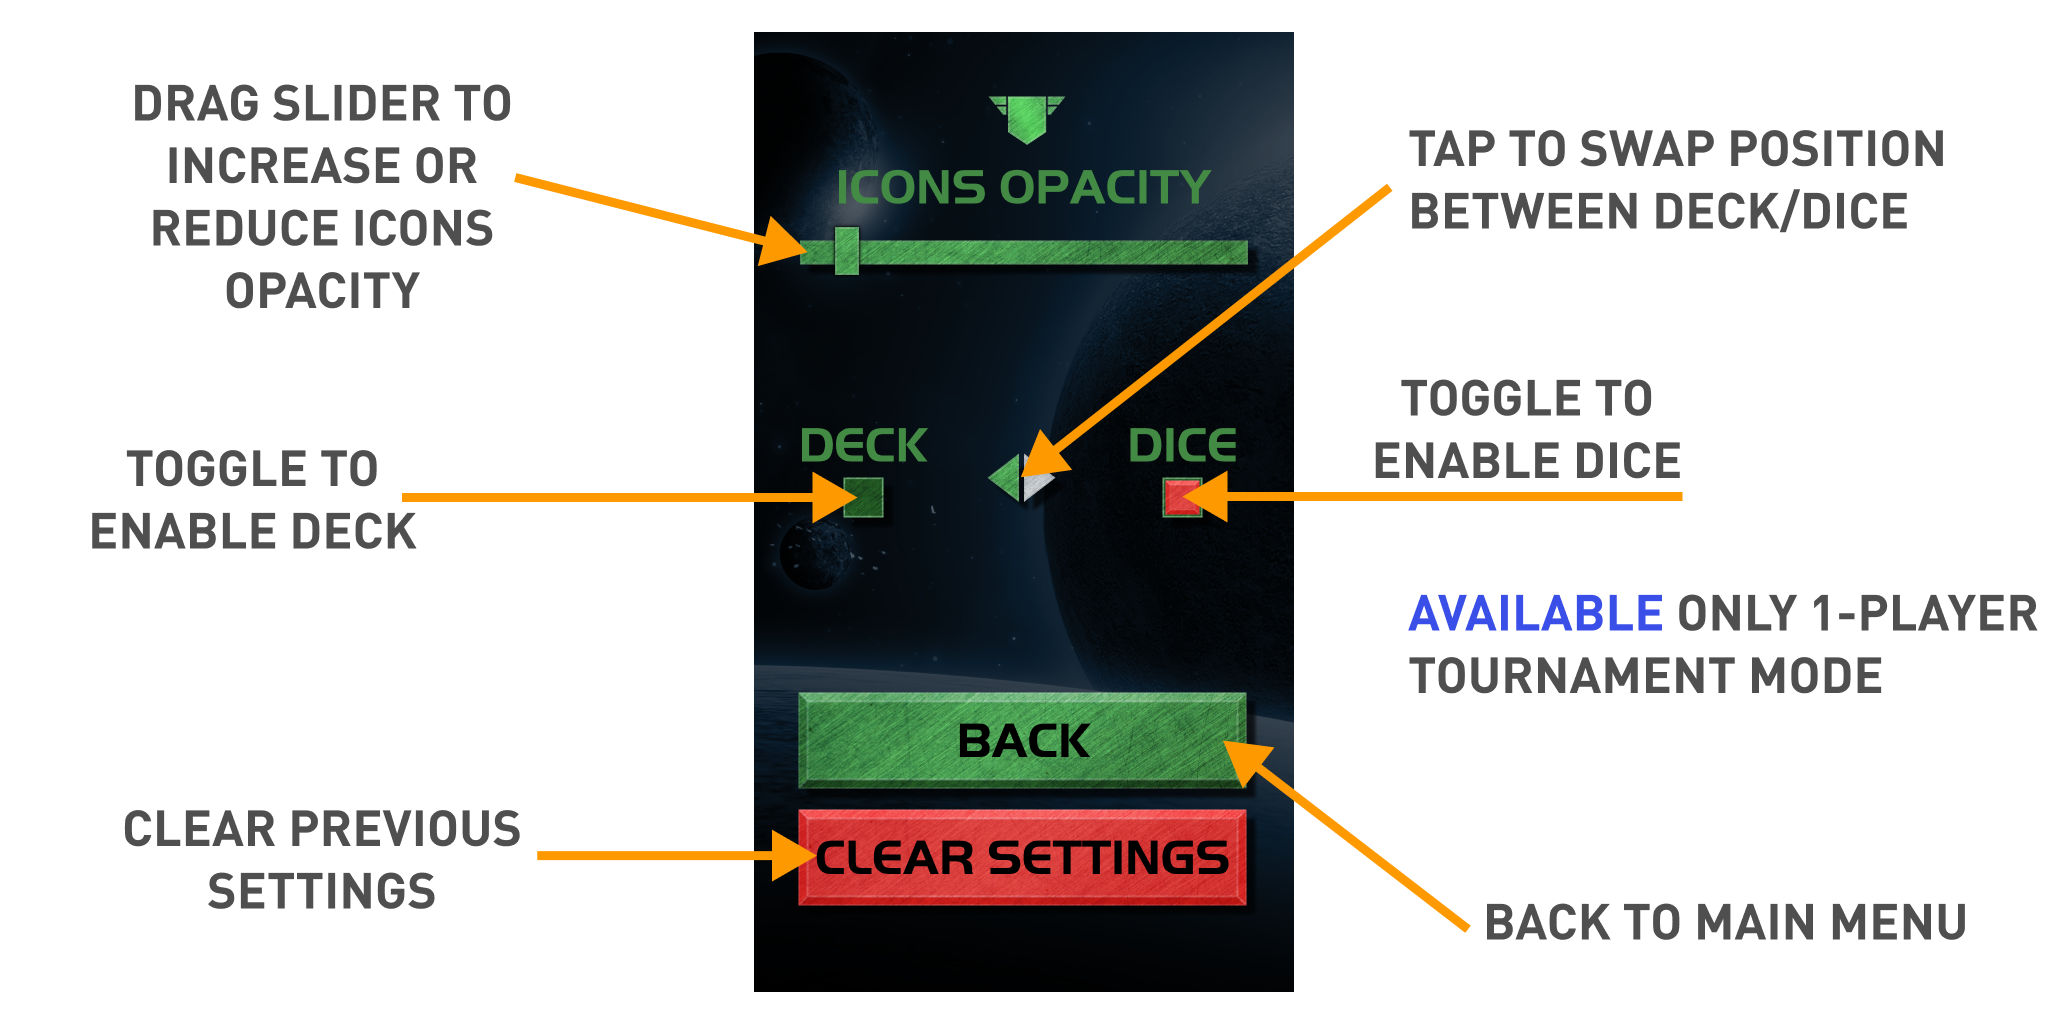 DRAG SLIDER TO
INCREASE OR
REDUCE ICONS
OPACITY
ICONS OPACITY
TAP TO SWAP POSITION
BETWEEN DECK/DICE
TOGGLE TO
ENABLE DECK
DECK
DICE
TOGGLE TO
ENABLE DICE
AVAILABLE ONLY 1-PLAYER
TOURNAMENT MODE
BACK
CLEAR SETTINGS
CLEAR PREVIOUS
SETTINGS
BACK TO MAIN MENU